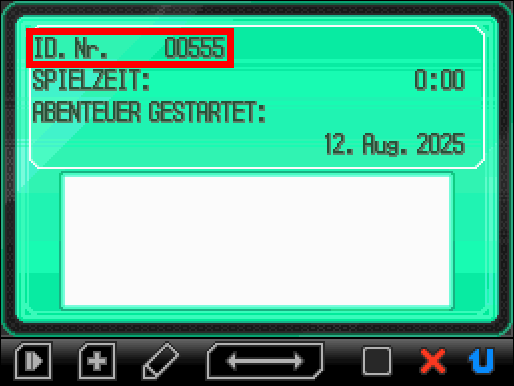 ID. Nr. 00555
SPIELZEIT: 0:00
ABENTEUER GESTARTET:
12. Aug. 2025